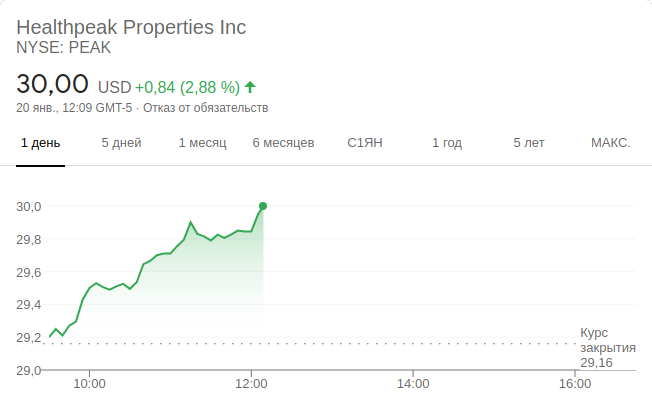 Healthpeak Properties Inc
NYSE: PEAK
30,00 USD +0,84 (2,88 %)
20 янв., 12:09 GMT-5 · Отказ от обязательств
1 день 5 дней 1 месяц 6 месяцев С1ЯН 1 год 5 лет МАКС.
30,0
29,8
29,6
29,4
29,2
29,0
Курс
закрытия
29,16
10:00 12:00 14:00 16:00